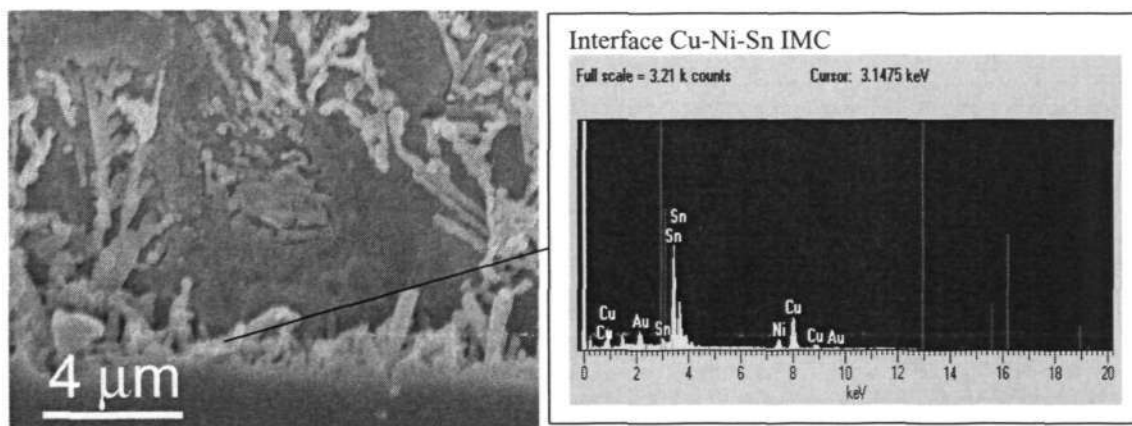 Interface Cu-Ni-Sn IMC
Full scale = 3.21 k counts Cursor: 3.1475 keV
Sn
Sn
Cu
Cu
Au
Sn
Ni
Cu
Cu Au
0 2 4 6 8 10 12 14 16 18 20
keV
4 μm